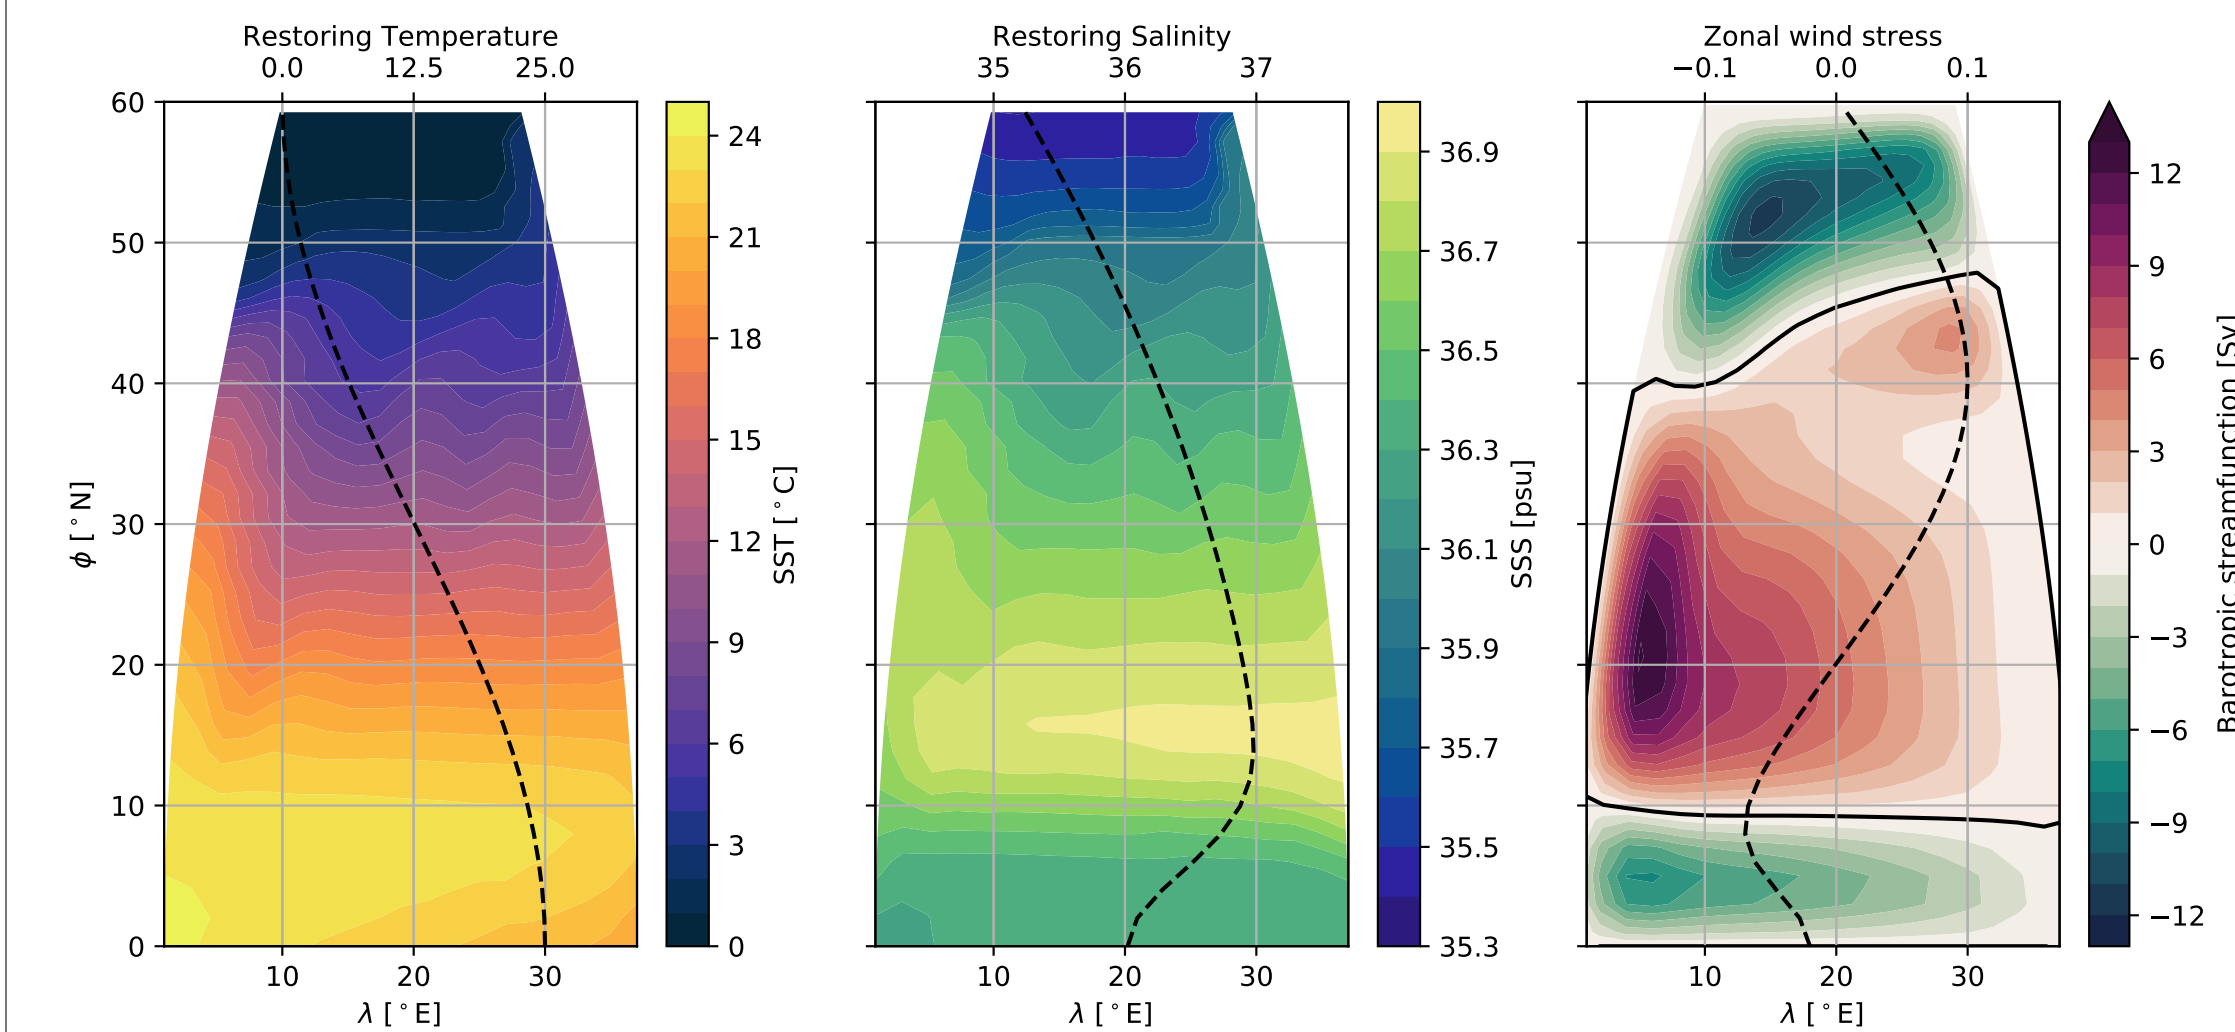 Restoring Temperature
0.0 12.5 25.0
60
50
40
30
20
10
0
ϕ [°N]
10 20 30
λ [°E]
24
21
18
15
12
9
6
3
0
SST [°C]
Restoring Salinity
35 36 37
10 20 30
λ [°E]
36.9
36.7
36.5
36.3
36.1
35.9
35.7
35.5
35.3
SSS [psu]
Zonal wind stress
−0.1 0.0 0.1
10 20 30
λ [°E]
12
9
6
3
0
−3
−6
−9
−12
Barotropic streamfunction [Sv]